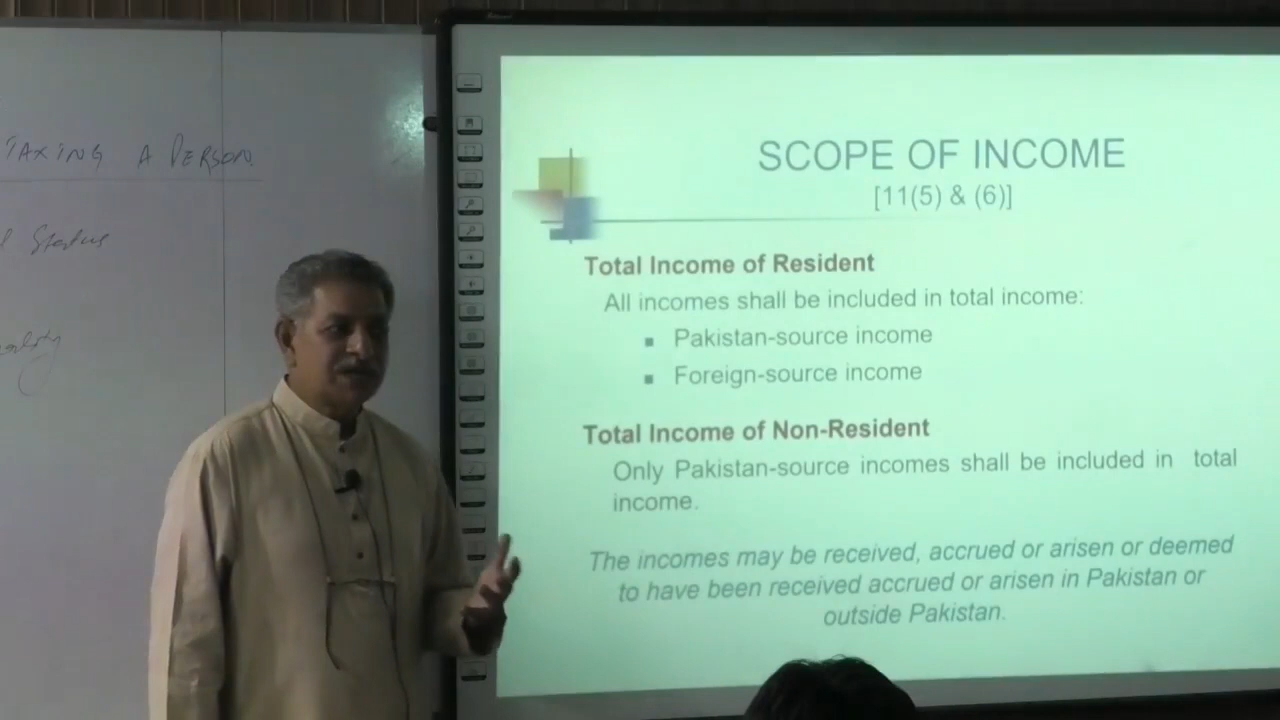 TAXING A PERSON
Status
SCOPE OF INCOME
[11(5) & (6)]
Total Income of Resident
All incomes shall be included in total income:
Pakistan-source income
Foreign-source income
Total Income of Non-Resident
Only Pakistan-source incomes shall be included in total
income.
The incomes may be received, accrued or arisen or deemed
to have been received accrued or arisen in Pakistan or
outside Pakistan.